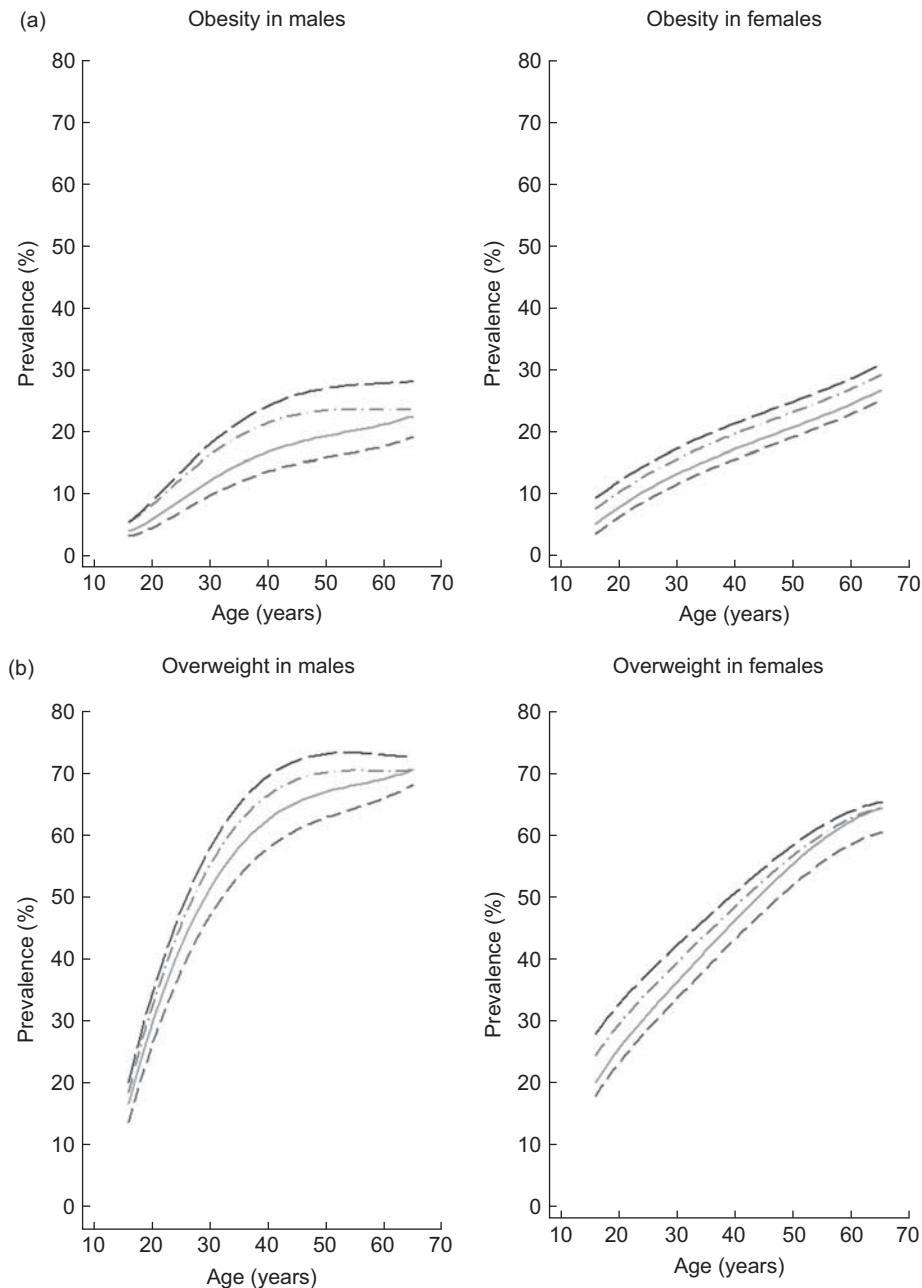 (a)
Obesity in males
Obesity in females
80
70
60
50
40
30
20
10
0
Prevalence (%)
10 20 30 40 50 60 70
Age (years)
80
70
60
50
40
30
20
10
0
Prevalence (%)
10 20 30 40 50 60 70
Age (years)
(b)
Overweight in males
Overweight in females
80
70
60
50
40
30
20
10
0
Prevalence (%)
10 20 30 40 50 60 70
Age (years)
80
70
60
50
40
30
20
10
0
Prevalence (%)
10 20 30 40 50 60 70
Age (years)